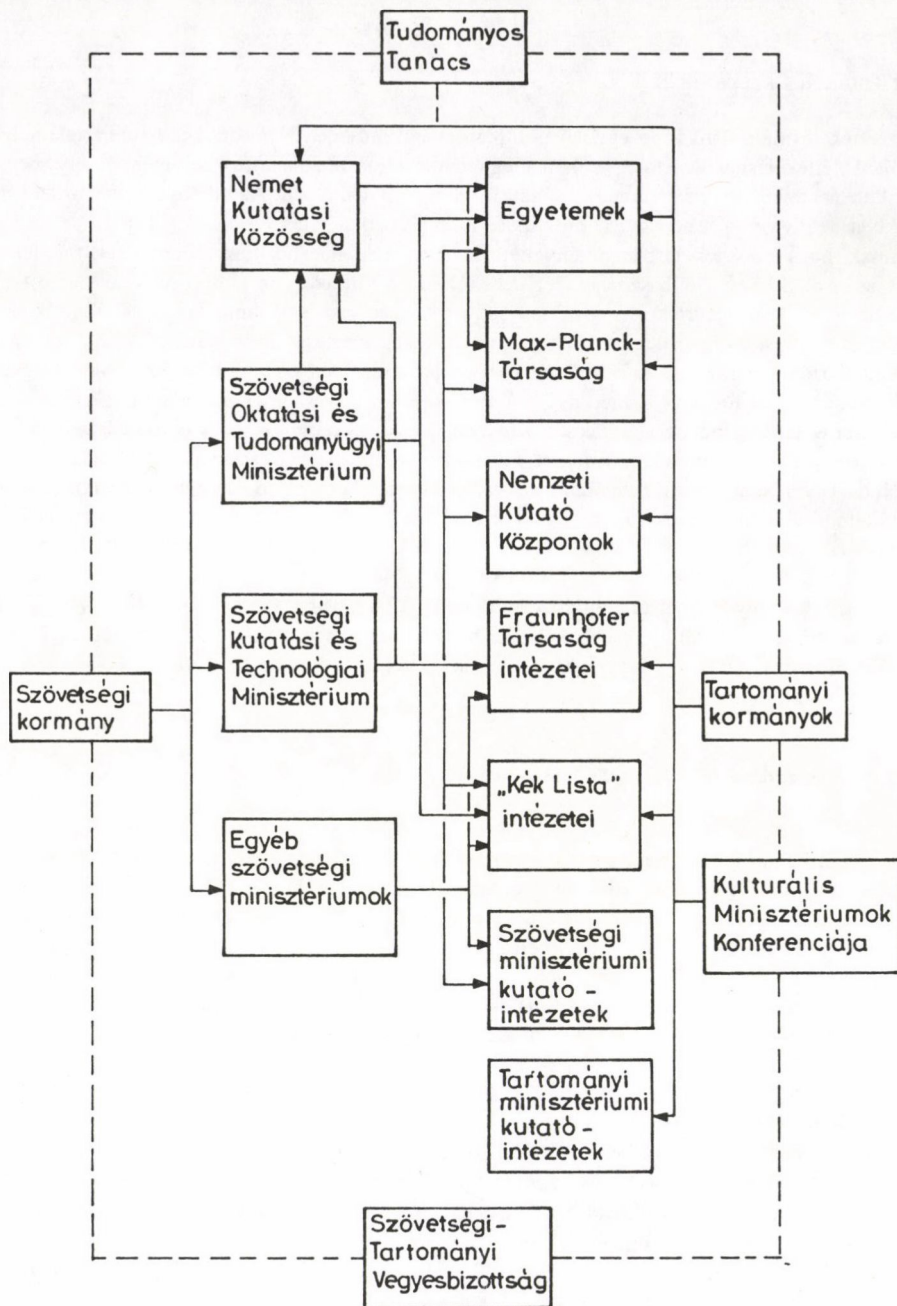 Tudományos
Tanács
Német
Kutatási
Közösség
Egyetemek
Max-Planck-
Társaság
Szövetségi
Oktatási és
Tudományügyi
Minisztérium
Nemzeti
Kutató
Központok
Szövetségi
Kutatási és
Technológiai
Minisztérium
Fraunhofer
Társaság
intézetei
Szövetségi
kormány
Tartományi
kormányok
„Kék Lista”
intézetei
Egyéb
szövetségi
minisztériumok
Kulturális
Minisztériumok
Konferenciája
Szövetségi
minisztériumi
kutató -
intézetek
Tartományi
minisztériumi
kutató -
intézetek
Szövetségi-
Tartományi
Vegyesbizottság